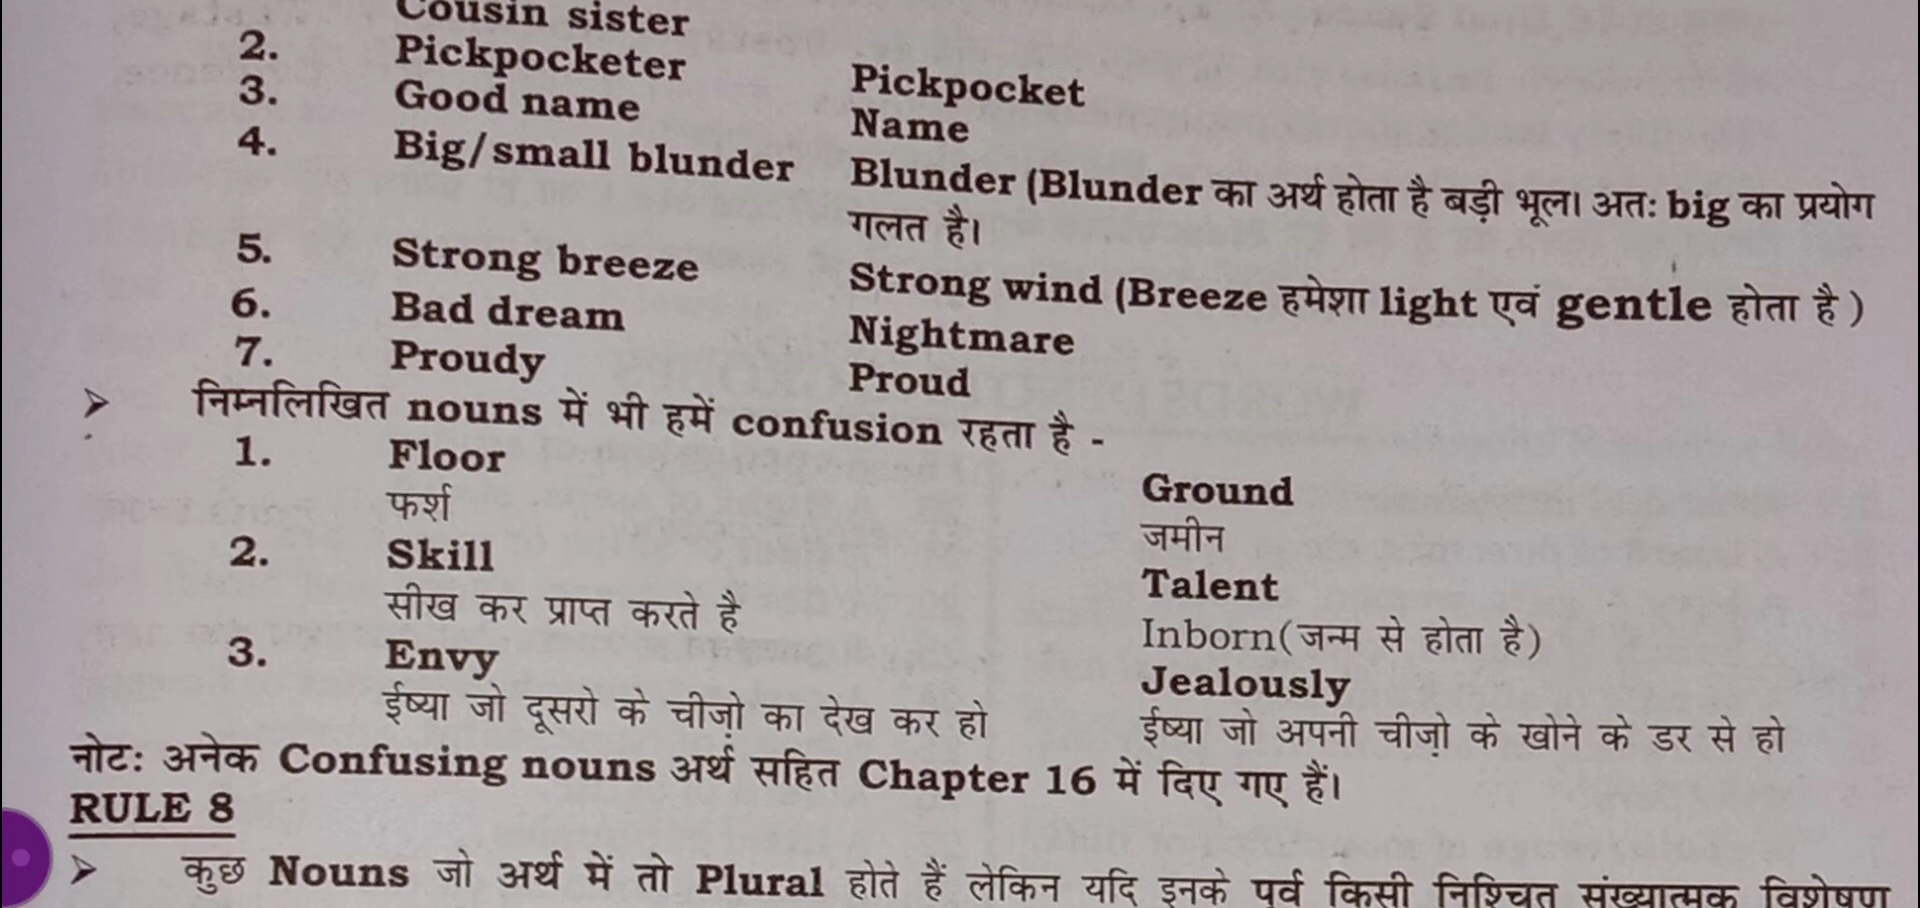 Cousin sister
2. Pickpocketer Pickpocket
3. Good name Name
4. Big/small blunder Blunder (Blunder का अर्थ होता है बड़ी भूल। अतः big का प्रयोग
गलत है।
5. Strong breeze Strong wind (Breeze हमेशा light एवं gentle होता है)
6. Bad dream Nightmare
7. Proudy Proud
➢ निम्नलिखित nouns में भी हमें confusion रहता है -
1. Floor Ground
फर्श जमीन
2. Skill Talent
सीख कर प्राप्त करते है Inborn(जन्म से होता है)
3. Envy Jealously
ईष्या जो दूसरो के चीज़ो का देख कर हो ईष्या जो अपनी चीज़ो के खोने के डर से हो
नोट: अनेक Confusing nouns अर्थ सहित Chapter 16 में दिए गए हैं।
RULE 8
➢ कुछ Nouns जो अर्थ में तो Plural होते हैं लेकिन यदि इनके पूर्व किसी निश्चित संख्यात्मक विशेषण